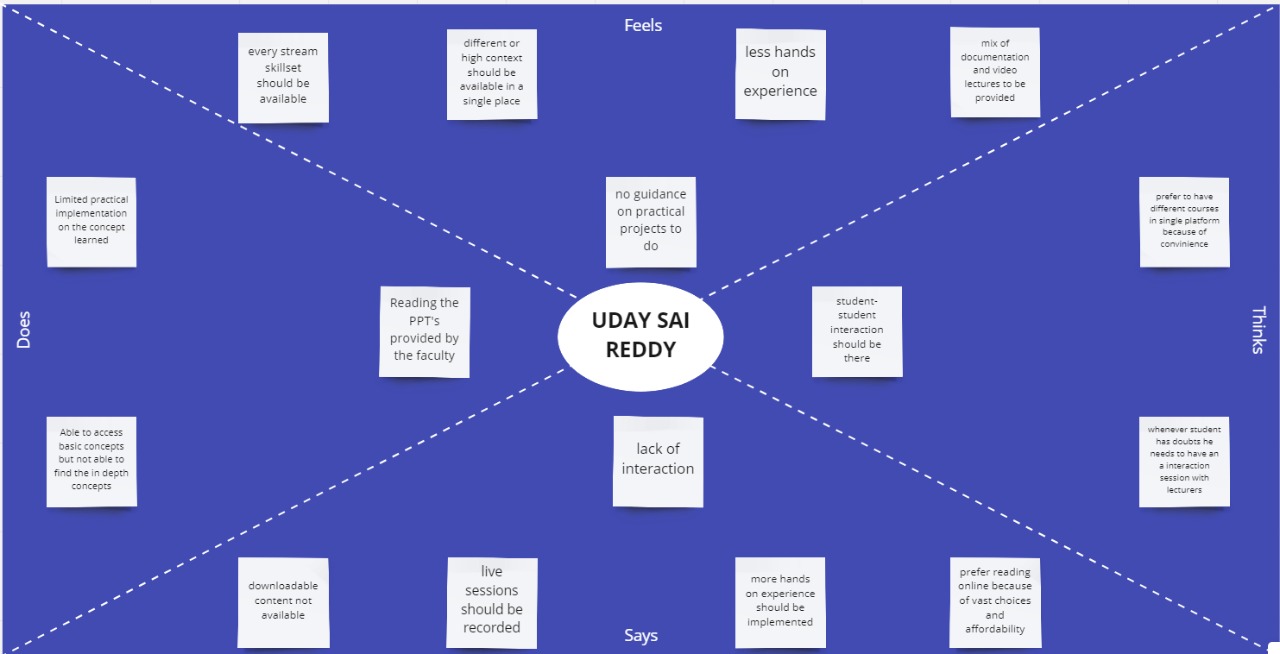 Feels
every stream
skillset
should be
available
different or
high context
should be
available in a
single place
less hands
on
experience
mix of
documentation
and video
lectures to be
provided
Limited practical
implementation
on the concept
learned
no guidance
on practical
projects to
do
prefer to have
different courses
in single platform
because of
convinience
Does
Reading the
PPT's
provided by
the faculty
UDAY SAI
REDDY
student-
student
interaction
should be
there
Thinks
Able to access
basic concepts
but not able to
find the in depth
concepts
lack of
interaction
whenever student
has doubts he
needs to have an
a interaction
session with
lecturers
downloadable
content not
available
live
sessions
should be
recorded
more hands
on experience
should be
implemented
prefer reading
online because
of vast choices
and
affordability
Says